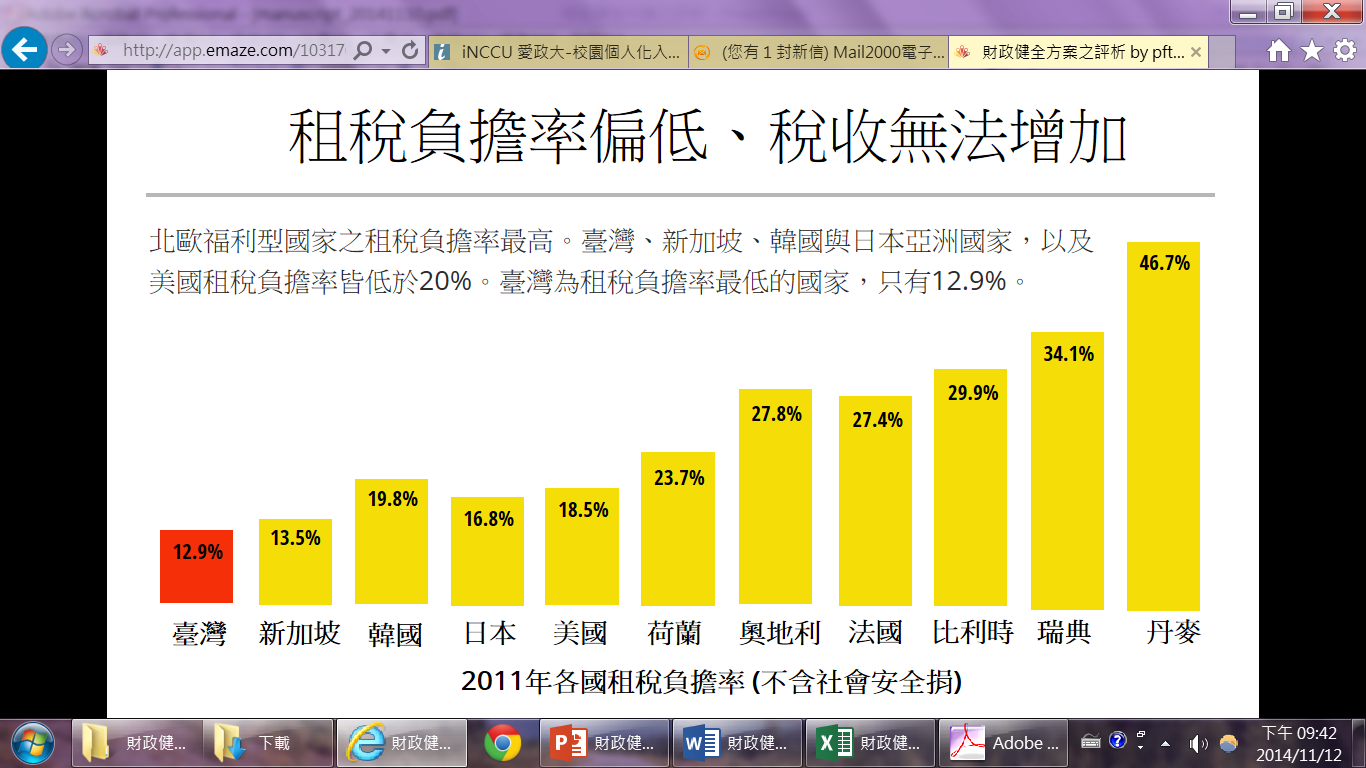 Adobe Acrobat Professional - [manuscript_20141110.pdf]
http://app.emaze.com/10317
iNCCU 愛政大-校園個人化入...
(您有 1 封新信) Mail2000電子...
財政健全方案之評析 by pft...
租稅負擔率偏低、稅收無法增加
北歐福利型國家之租稅負擔率最高。臺灣、新加坡、韓國與日本亞洲國家，以及
美國租稅負擔率皆低於20%。臺灣為租稅負擔率最低的國家，只有12.9%。
12.9%
13.5%
19.8%
16.8%
18.5%
23.7%
27.8%
27.4%
29.9%
34.1%
46.7%
臺灣
新加坡
韓國
日本
美國
荷蘭
奧地利
法國
比利時
瑞典
丹麥
2011年各國租稅負擔率 (不含社會安全捐)
財政健...
下載
財政健...
財政健...
財政健...
財政健...
Adobe ...
下午 09:42
2014/11/12